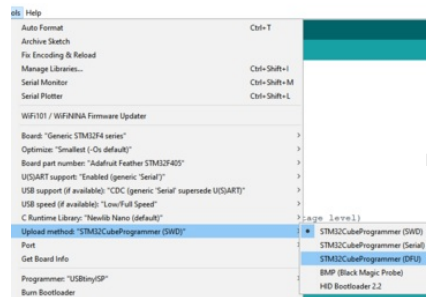 ols Help
Auto Format Ctrl+T
Archive Sketch
Fix Encoding & Reload
Manage Libraries... Ctrl+Shift+I
Serial Monitor Ctrl+Shift+M
Serial Plotter Ctrl+Shift+L
WiFi101 / WiFiNINA Firmware Updater
Board: "Generic STM32F4 series"
Optimize: "Smallest (-Os default)"
Board part number: "Adafruit Feather STM32F405"
U(S)ART support: "Enabled (generic 'Serial')"
USB support (if available): "CDC (generic 'Serial' supersede U(S)ART)"
USB speed (if available): "Low/Full Speed"
C Runtime Library: "Newlib Nano (default)"
tage level)
Upload method: "STM32CubeProgrammer (SWD)"
STM32CubeProgrammer (SWD)
Port
STM32CubeProgrammer (Serial)
Get Board Info
STM32CubeProgrammer (DFU)
BMP (Black Magic Probe)
Programmer: "USBtinyISP"
HID Bootloader 2.2
Burn Bootloader